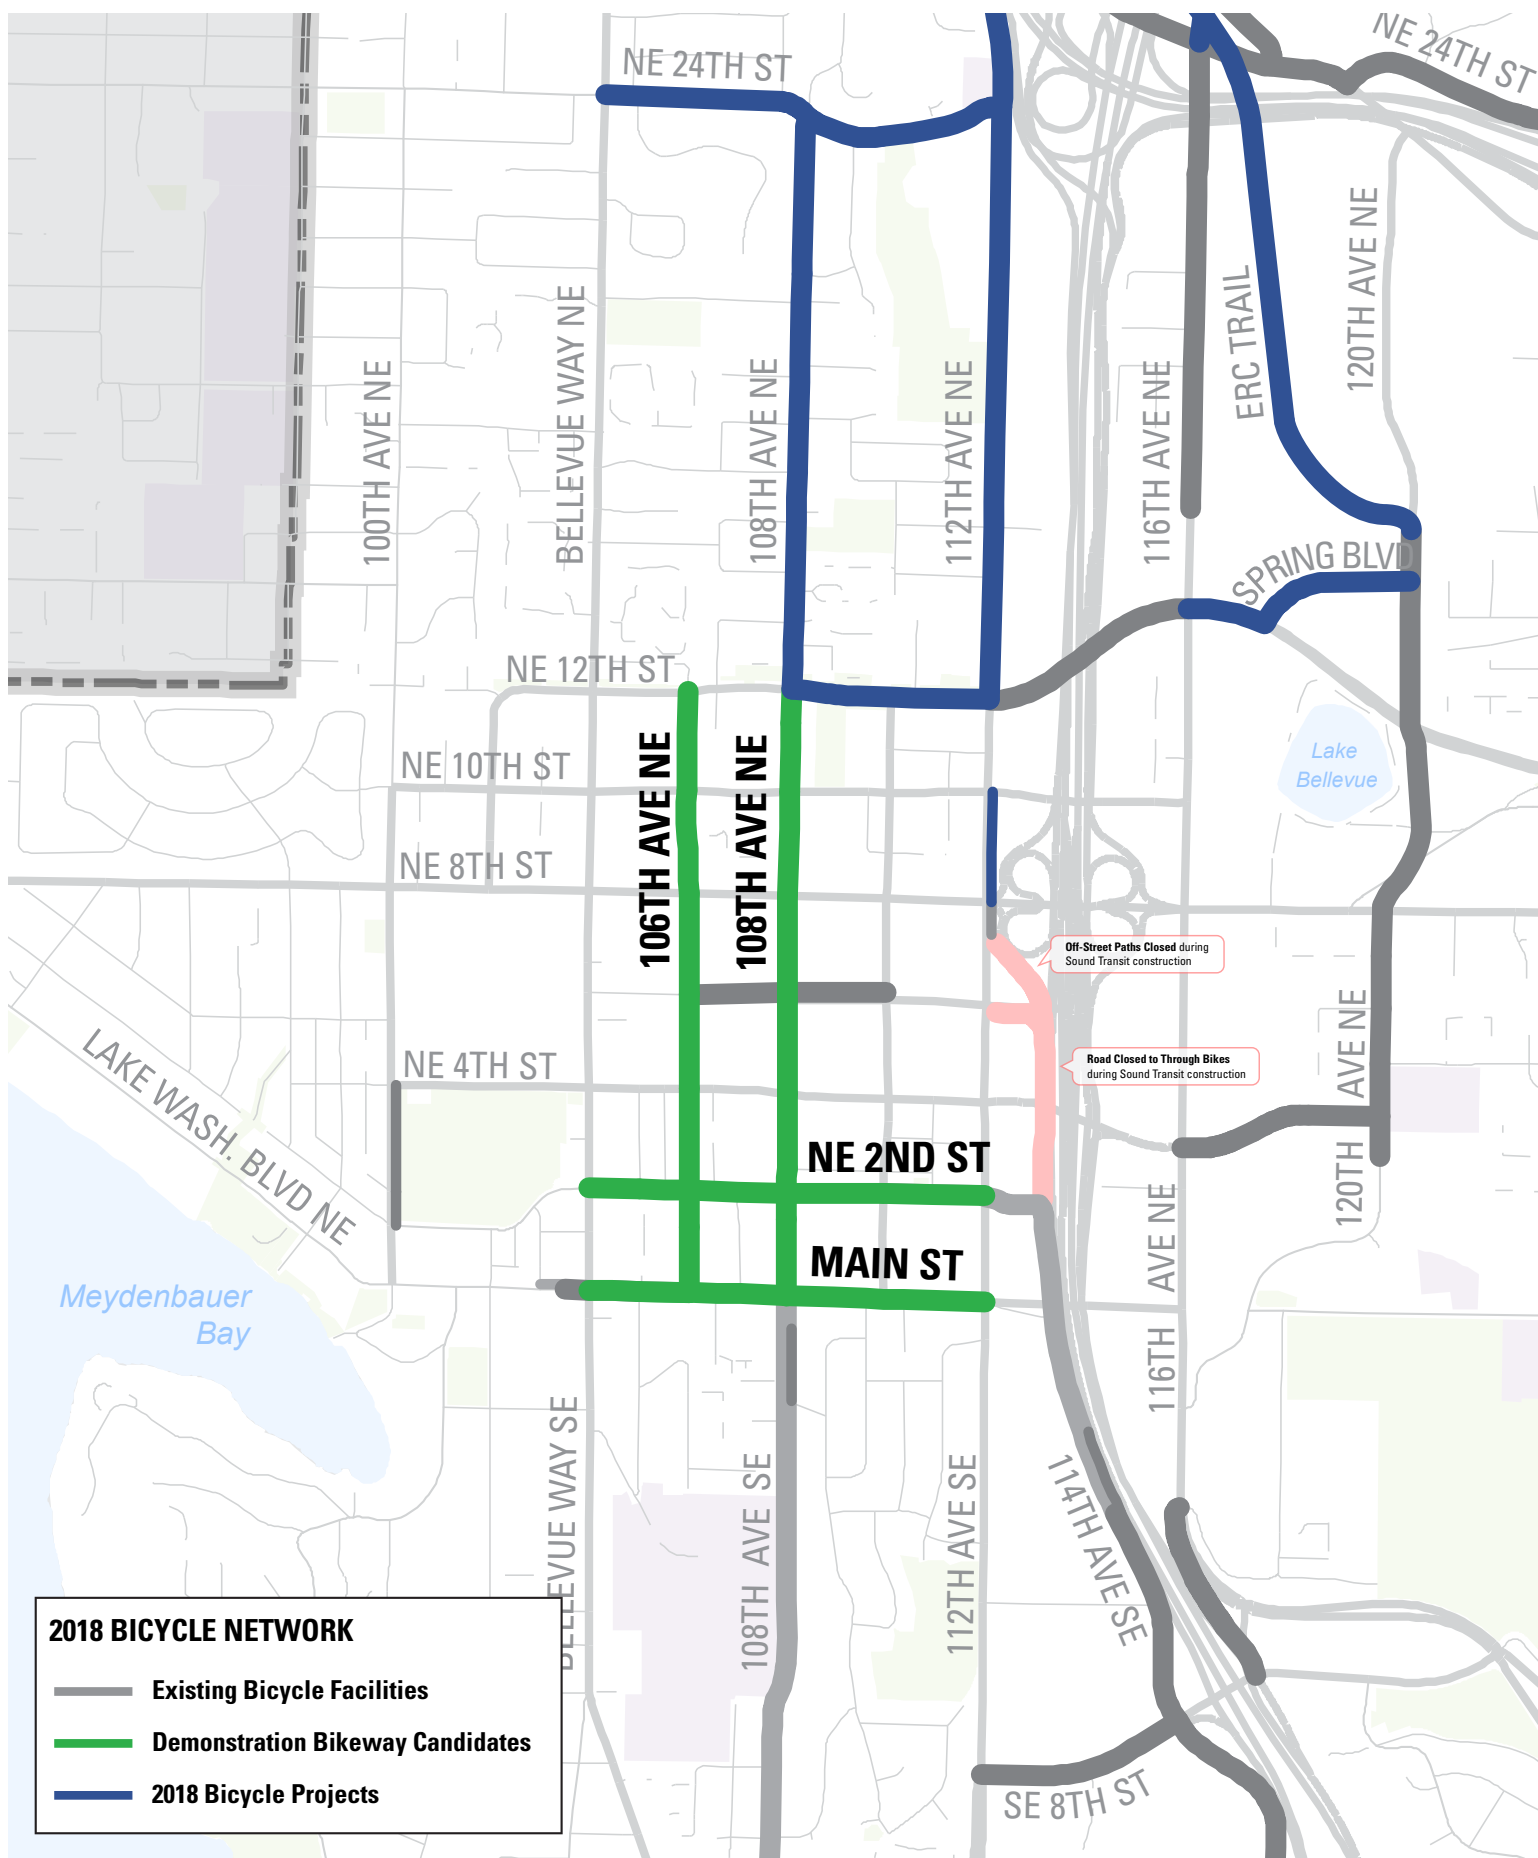 NE 24TH ST
NE 24TH ST
120TH AVE NE
ERC TRAIL
BELLEVUE WAY NE
100TH AVE NE
108TH AVE NE
112TH AVE NE
116TH AVE NE
SPRING BLVD
NE 12TH ST
106TH AVE NE
108TH AVE NE
NE 10TH ST
Lake
Bellevue
NE 8TH ST
Off-Street Paths Closed during
Sound Transit construction
LAKE WASH. BLVD NE
NE 4TH ST
Road Closed to Through Bikes
during Sound Transit construction
120TH AVE NE
NE 2ND ST
MAIN ST
116TH AVE NE
Meydenbauer
Bay
BELLEVUE WAY SE
108TH AVE SE
112TH AVE SE
114TH AVE SE
SE 8TH ST
2018 BICYCLE NETWORK
Existing Bicycle Facilities
Demonstration Bikeway Candidates
2018 Bicycle Projects